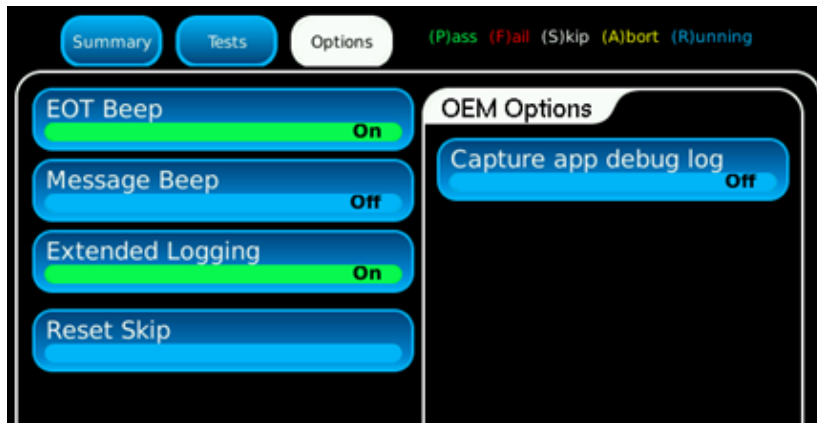 Summary Tests Options (P)ass (F)ail (S)kip (A)bort (R)unning
EOT Beep
On
Message Beep
Off
Extended Logging
On
Reset Skip
OEM Options
Capture app debug log
Off